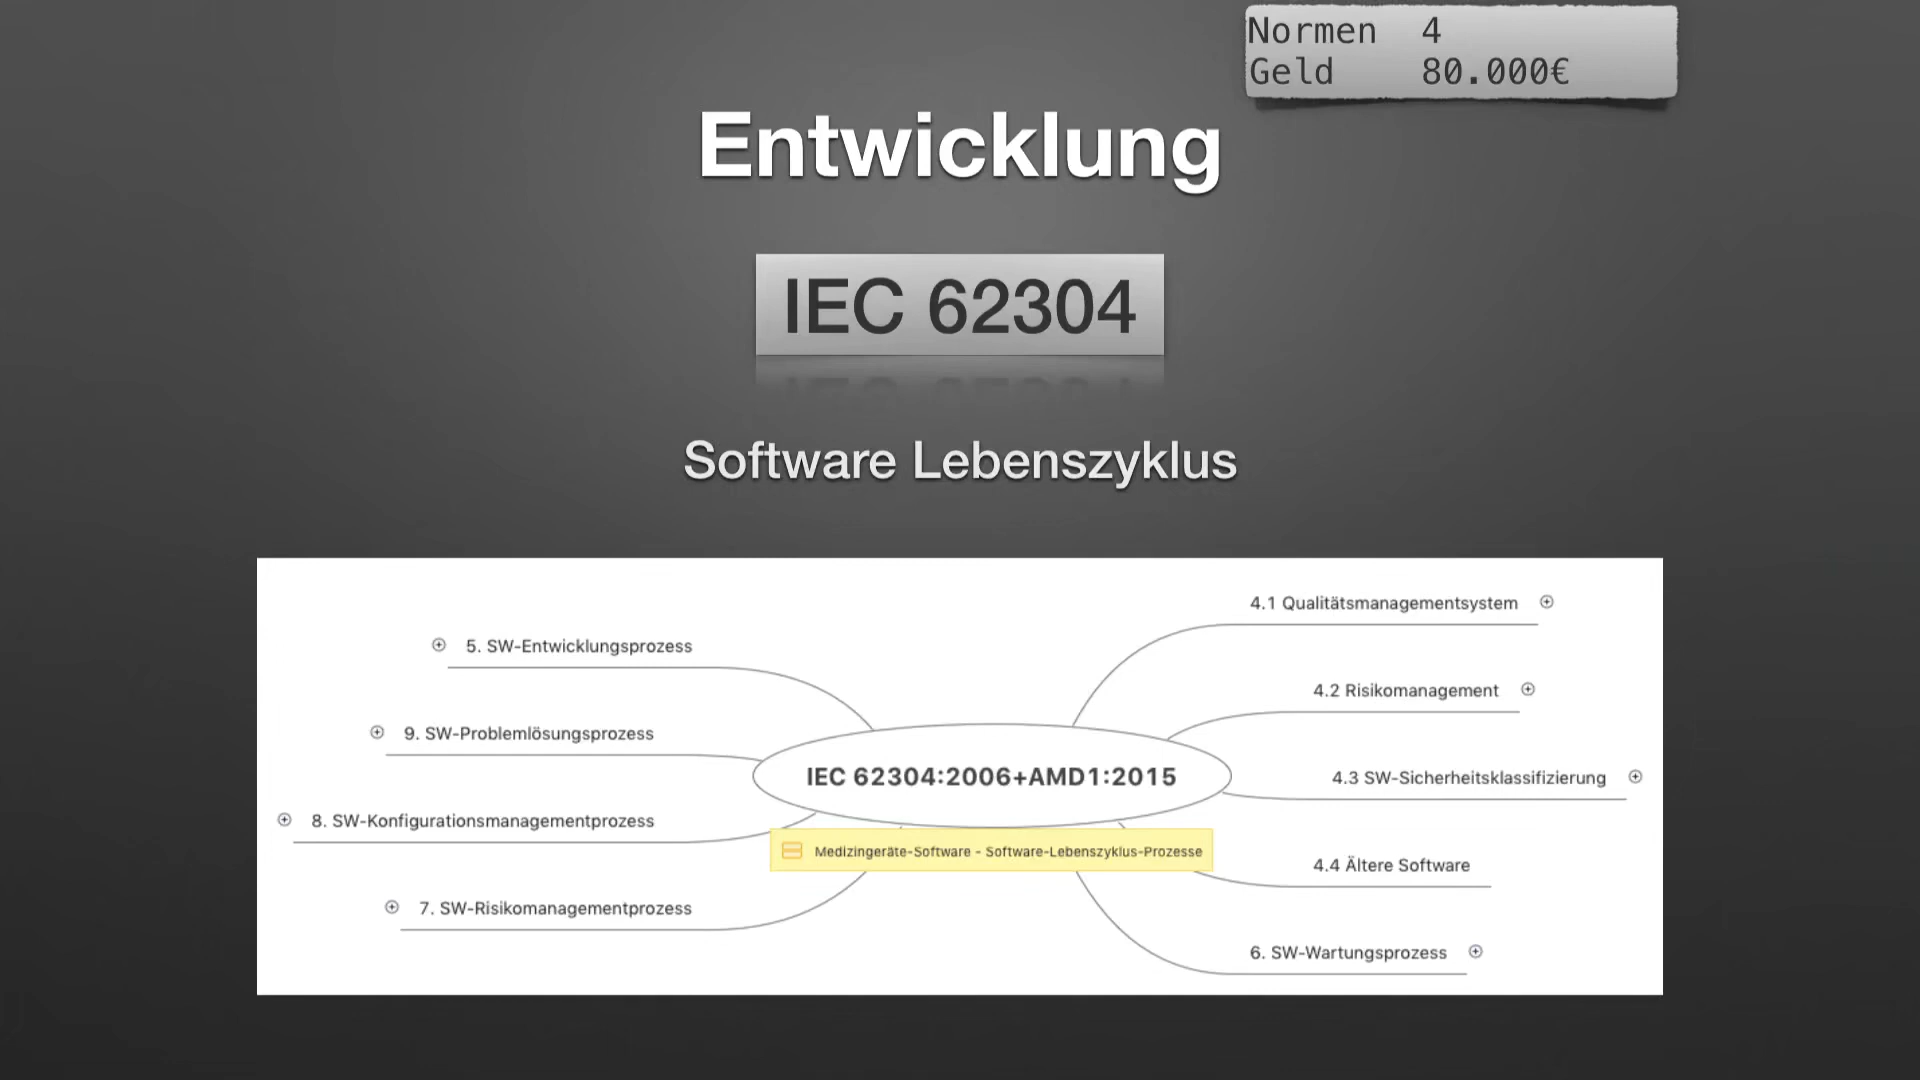 Normen 4
Geld 80.000€
Entwicklung
IEC 62304
Software Lebenszyklus
5. SW-Entwicklungsprozess
9. SW-Problemlösungsprozess
8. SW-Konfigurationsmanagementprozess
7. SW-Risikomanagementprozess
IEC 62304:2006+AMD1:2015
Medizingeräte-Software - Software-Lebenszyklus-Prozesse
4.1 Qualitätsmanagementsystem
4.2 Risikomanagement
4.3 SW-Sicherheitsklassifizierung
4.4 Ältere Software
6. SW-Wartungsprozess